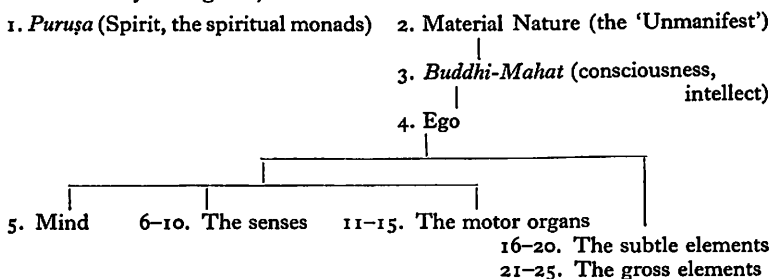 1. Puruṣa (Spirit, the spiritual monads) 2. Material Nature (the ‘Unmanifest’)
3. Buddhi-Mahat (consciousness,
intellect)
4. Ego
5. Mind 6–10. The senses 11–15. The motor organs
16–20. The subtle elements
21–25. The gross elements